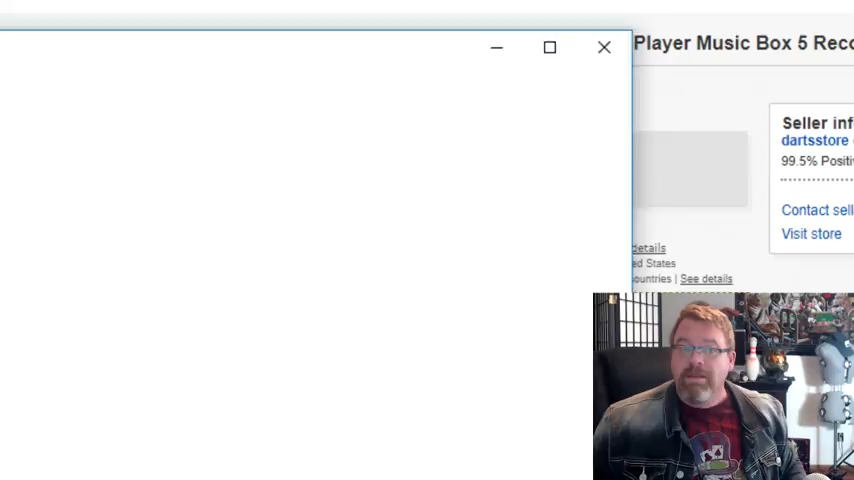 Player Music Box 5 Reco
Seller inf
dartsstore
99.5% Positi
Contact sell
Visit store
details
ed States
ountries | See details